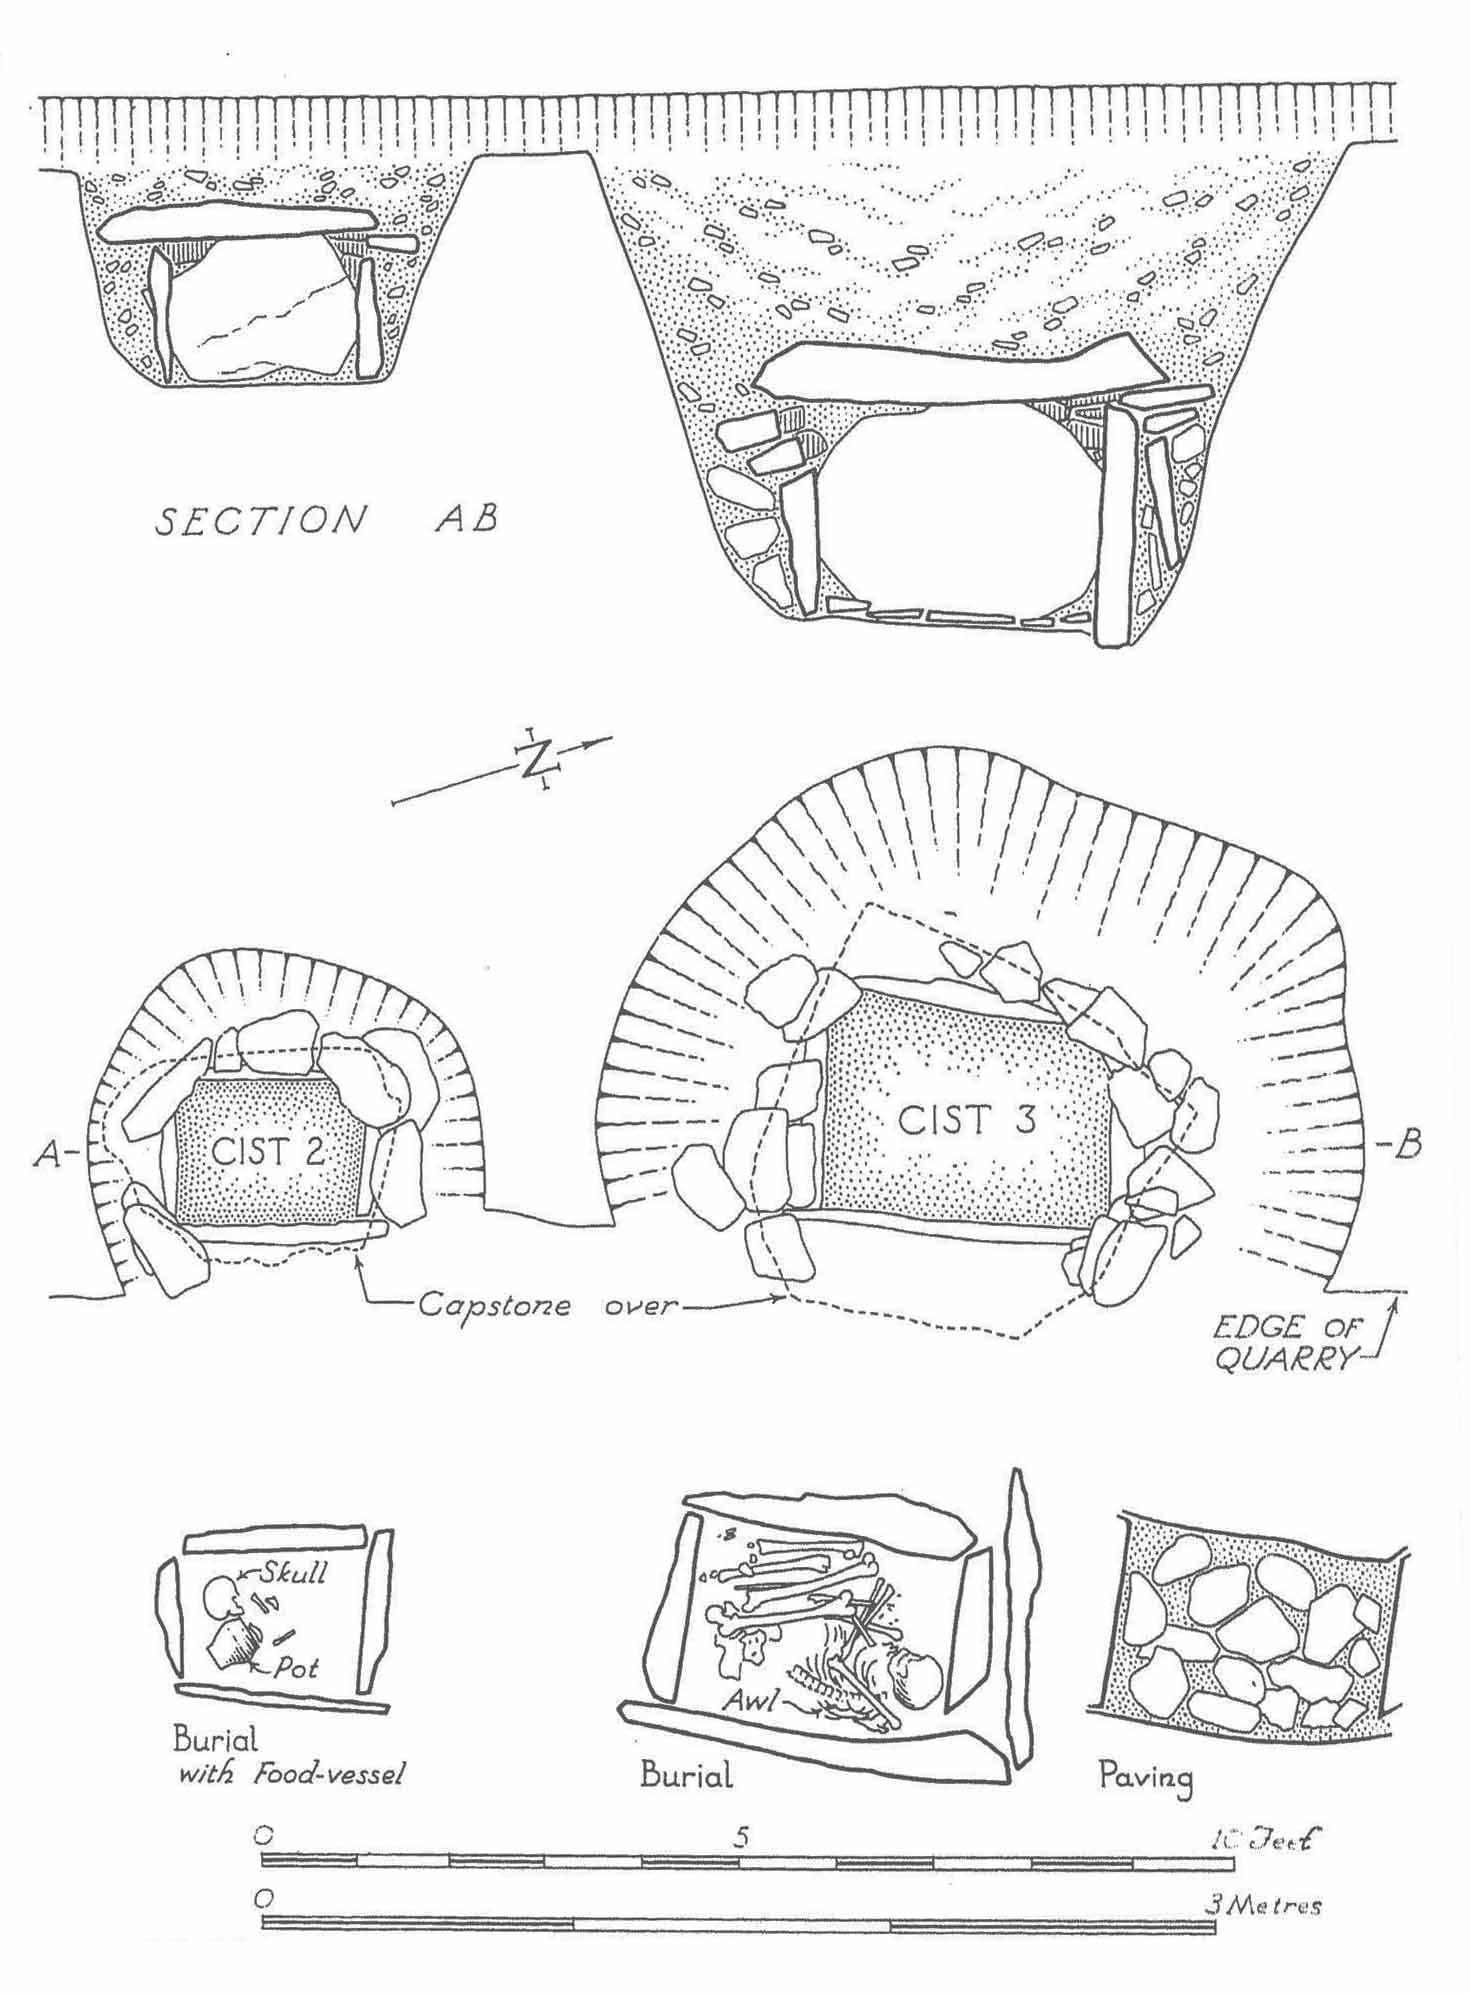 SECTION AB
N
CIST 3
CIST 2
A
B
Capstone over
EDGE OF
QUARRY
Skull
Pot
Awl
Burial
with Food-vessel
Burial
Paving
0 5 10 Feet
0 3 Metres